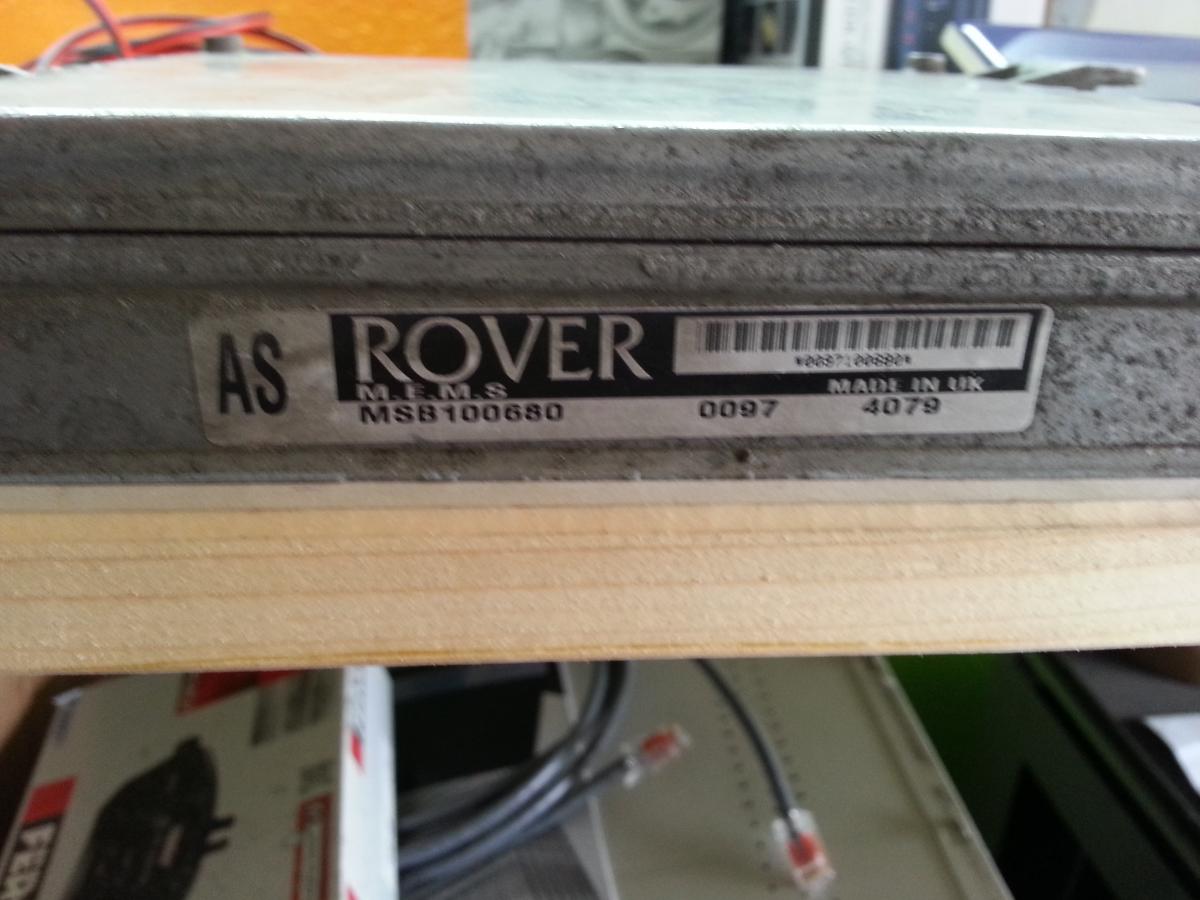 AS
ROVER
M.E.M.S
MADE IN UK
MSB100680 0097 4079